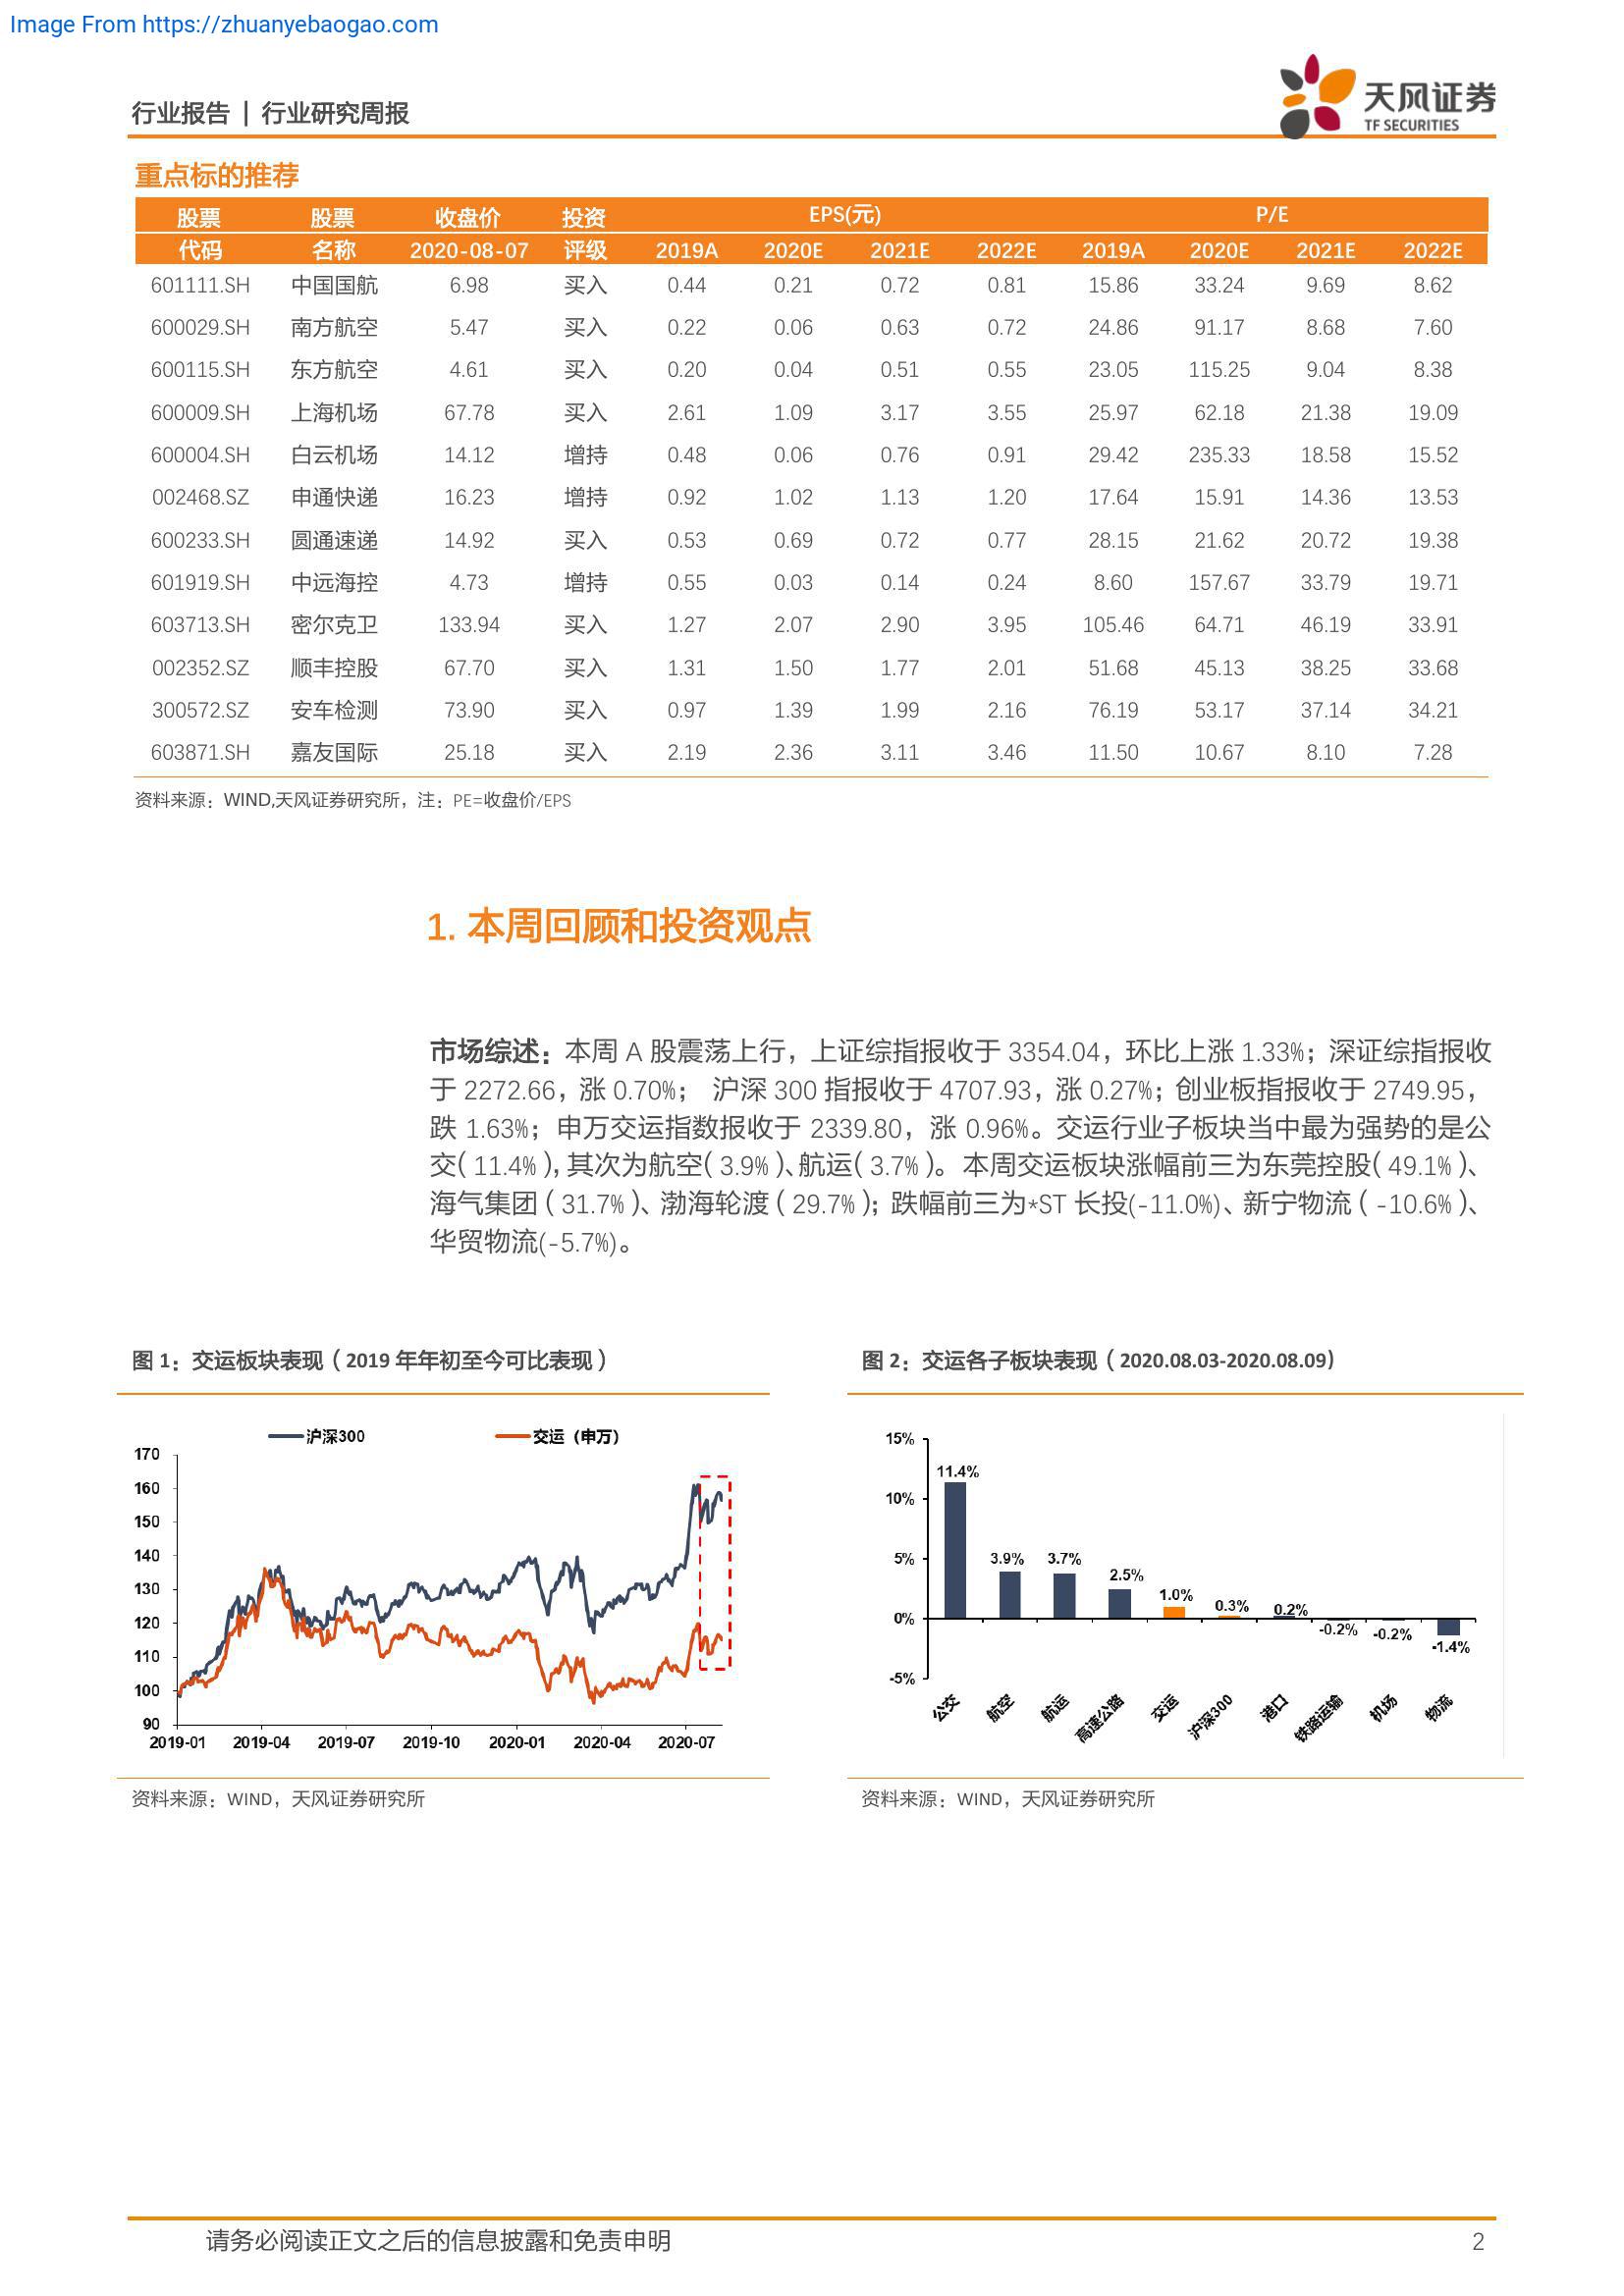 Image From https://zhuanyebaogao.com
行业报告 | 行业研究周报
天风证券
TF SECURITIES
重点标的推荐
股票 股票 收盘价 投资 EPS(元) P/E
代码 名称 2020-08-07 评级 2019A 2020E 2021E 2022E 2019A 2020E 2021E 2022E
601111.SH 中国国航 6.98 买入 0.44 0.21 0.72 0.81 15.86 33.24 9.69 8.62
600029.SH 南方航空 5.47 买入 0.22 0.06 0.63 0.72 24.86 91.17 8.68 7.60
600115.SH 东方航空 4.61 买入 0.20 0.04 0.51 0.55 23.05 115.25 9.04 8.38
600009.SH 上海机场 67.78 买入 2.61 1.09 3.17 3.55 25.97 62.18 21.38 19.09
600004.SH 白云机场 14.12 增持 0.48 0.06 0.76 0.91 29.42 235.33 18.58 15.52
002468.SZ 申通快递 16.23 增持 0.92 1.02 1.13 1.20 17.64 15.91 14.36 13.53
600233.SH 圆通速递 14.92 买入 0.53 0.69 0.72 0.77 28.15 21.62 20.72 19.38
601919.SH 中远海控 4.73 增持 0.55 0.03 0.14 0.24 8.60 157.67 33.79 19.71
603713.SH 密尔克卫 133.94 买入 1.27 2.07 2.90 3.95 105.46 64.71 46.19 33.91
002352.SZ 顺丰控股 67.70 买入 1.31 1.50 1.77 2.01 51.68 45.13 38.25 33.68
300572.SZ 安车检测 73.90 买入 0.97 1.39 1.99 2.16 76.19 53.17 37.14 34.21
603871.SH 嘉友国际 25.18 买入 2.19 2.36 3.11 3.46 11.50 10.67 8.10 7.28
资料来源：WIND,天风证券研究所，注：PE=收盘价/EPS
1. 本周回顾和投资观点
市场综述：本周 A 股震荡上行，上证综指报收于 3354.04，环比上涨 1.33%；深证综指报收
于 2272.66，涨 0.70%； 沪深 300 指报收于 4707.93，涨 0.27%；创业板指报收于 2749.95，
跌 1.63%；申万交运指数报收于 2339.80，涨 0.96%。交运行业子板块当中最为强势的是公
交（11.4%），其次为航空（3.9%）、航运（3.7%）。本周交运板块涨幅前三为东莞控股（49.1%）、
海气集团（31.7%）、渤海轮渡（29.7%）；跌幅前三为*ST 长投(-11.0%)、新宁物流（-10.6%）、
华贸物流(-5.7%)。
图 1：交运板块表现（2019 年年初至今可比表现）
沪深300 交运（申万）
170
160
150
140
130
120
110
100
90
2019-01 2019-04 2019-07 2019-10 2020-01 2020-04 2020-07
资料来源：WIND，天风证券研究所
图 2：交运各子板块表现（2020.08.03-2020.08.09）
15%
10%
5%
0%
-5%
11.4% 3.9% 3.7% 2.5% 1.0% 0.3% 0.2% -0.2% -0.2% -1.4%
公交 航空 航运 高速公路 交运 沪深300 港口 铁路运输 机场 物流
资料来源：WIND，天风证券研究所
请务必阅读正文之后的信息披露和免责申明 2